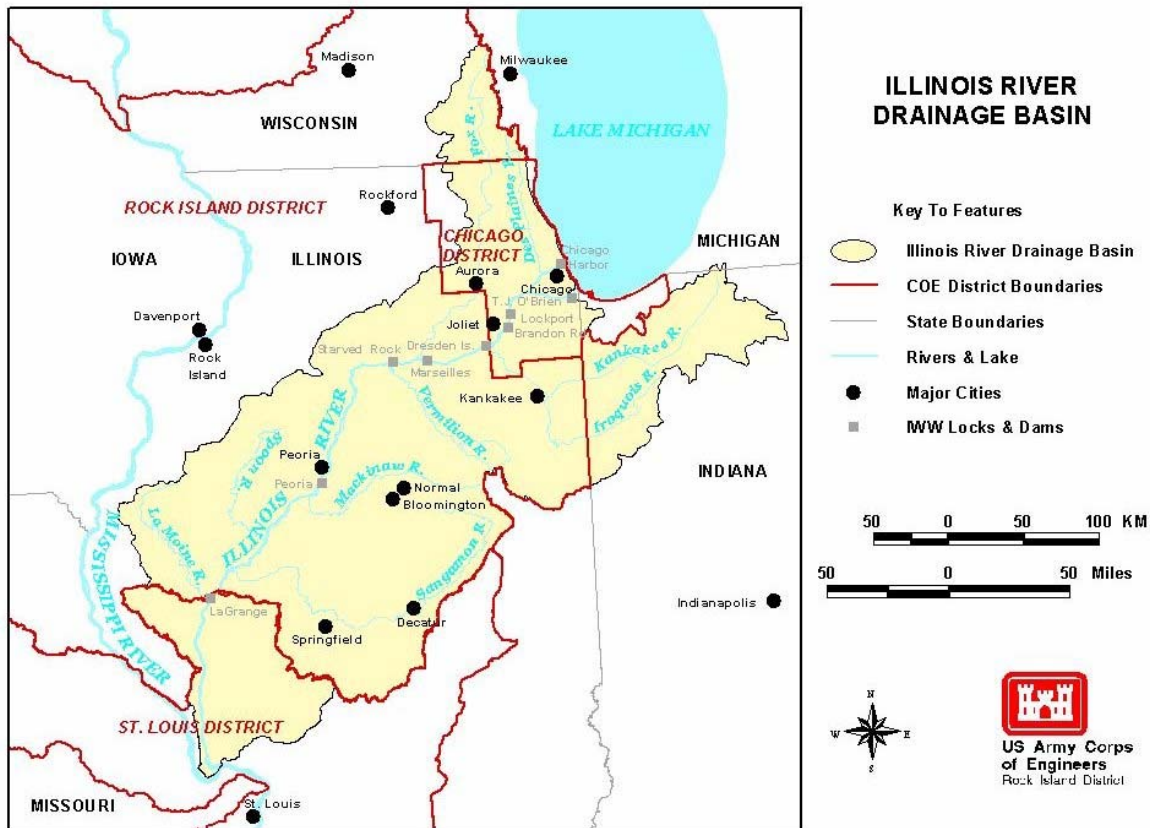 ILLINOIS RIVER
DRAINAGE BASIN
Key To Features
Illinois River Drainage Basin
COE District Boundaries
State Boundaries
Rivers & Lake
Major Cities
IWW Locks & Dams
50 0 50 100 KM
50 0 50 Miles
N
W E
S
US Army Corps
of Engineers
Rock Island District
Madison
Milwaukee
WISCONSIN
LAKE MICHIGAN
Fox R.
Des Plaines R.
Rockford
ROCK ISLAND DISTRICT
CHICAGO
DISTRICT
IOWA
ILLINOIS
MICHIGAN
Chicago
Harbor
Aurora
Chicago
T.J. O'Brien
Lockport
Joliet
Brandon Rd
Davenport
Rock
Island
Starved Rock
Dresden Is.
Marseilles
Kankakee R.
Iroquois R.
Kankakee
Vermilion R.
ILLINOIS RIVER
Spoon R.
Peoria
Peoria
Mackinaw R.
Normal
Bloomington
INDIANA
La Moine R.
MISSISSIPPI RIVER
Sangamon R.
LaGrange
Springfield
Decatur
Indianapolis
ST. LOUIS DISTRICT
MISSOURI
St. Louis